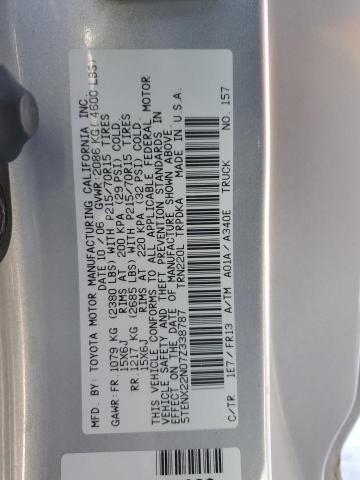 MFD. BY: TOYOTA MOTOR MANUFACTURING CALIFORNIA INC.
DATE 10/06 GVWR:2086 KG( 4600 LBS)
GAWR:FR 1079 KG (2380 LBS) WITH P215/70R15 TIRES
15X6J RIMS AT 200 KPA (29 PSI) COLD.
RR 1217 KG (2685 LBS) WITH P215/70R15 TIRES
15X6J RIMS AT 220 KPA (32 PSI) COLD.
THIS VEHICLE CONFORMS TO ALL APPLICABLE FEDERAL MOTOR
VEHICLE SAFETY AND THEFT PREVENTION STANDARDS IN
EFFECT ON THE DATE OF MANUFACTURE SHOWN ABOVE.
5TENX22N07Z338787 TRN220L TRPDKA MADE IN U.S.A.
C/TR 1E7/FR13 A/TM A01A/A340E TRUCK NO. 157